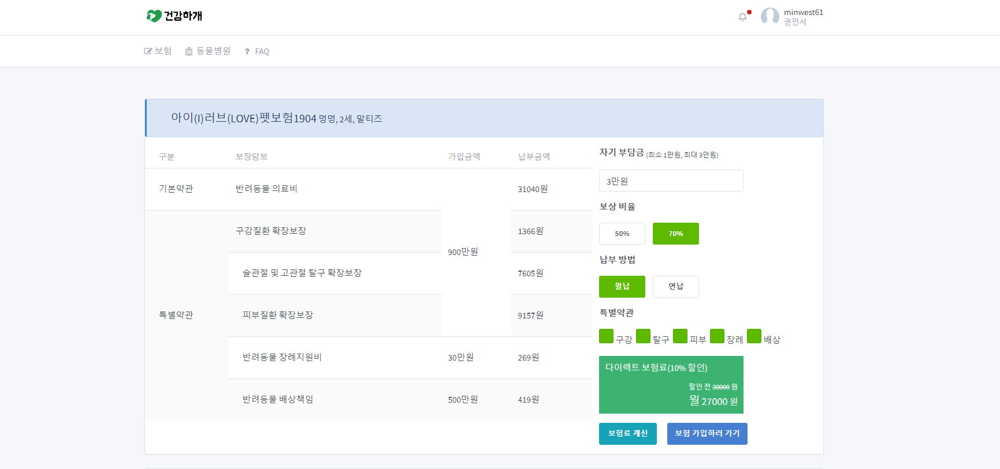 건강하개
minwest61
권민서
보험 동물병원 ? FAQ
아이(I)러브(LOVE)펫보험1904 멍멍, 2세, 말티즈
구분 보장담보 가입금액 납부금액
기본약관 반려동물 의료비 31040원
구강질환 확장보장 1366원
900만원
슬관절 및 고관절 탈구 확장보장 7605원
특별약관 피부질환 확장보장 9157원
반려동물 장례지원비 30만원 269원
반려동물 배상책임 500만원 419원
자기 부담금 (최소 1만원, 최대 3만원)
3만원
보상 비율
50% 70%
납부 방법
월납 연납
특별약관
구강 탈구 피부 장례 배상
다이렉트 보험료(10% 할인)
할인 전 30000 원
월 27000 원
보험료 계산 보험 가입하러 가기